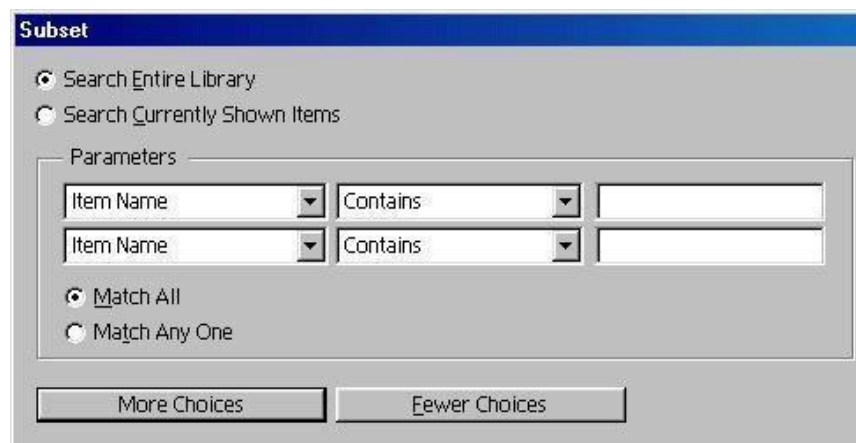 Subset
Search Entire Library
Search Currently Shown Items
Parameters
Item Name Contains
Item Name Contains
Match All
Match Any One
More Choices Fewer Choices